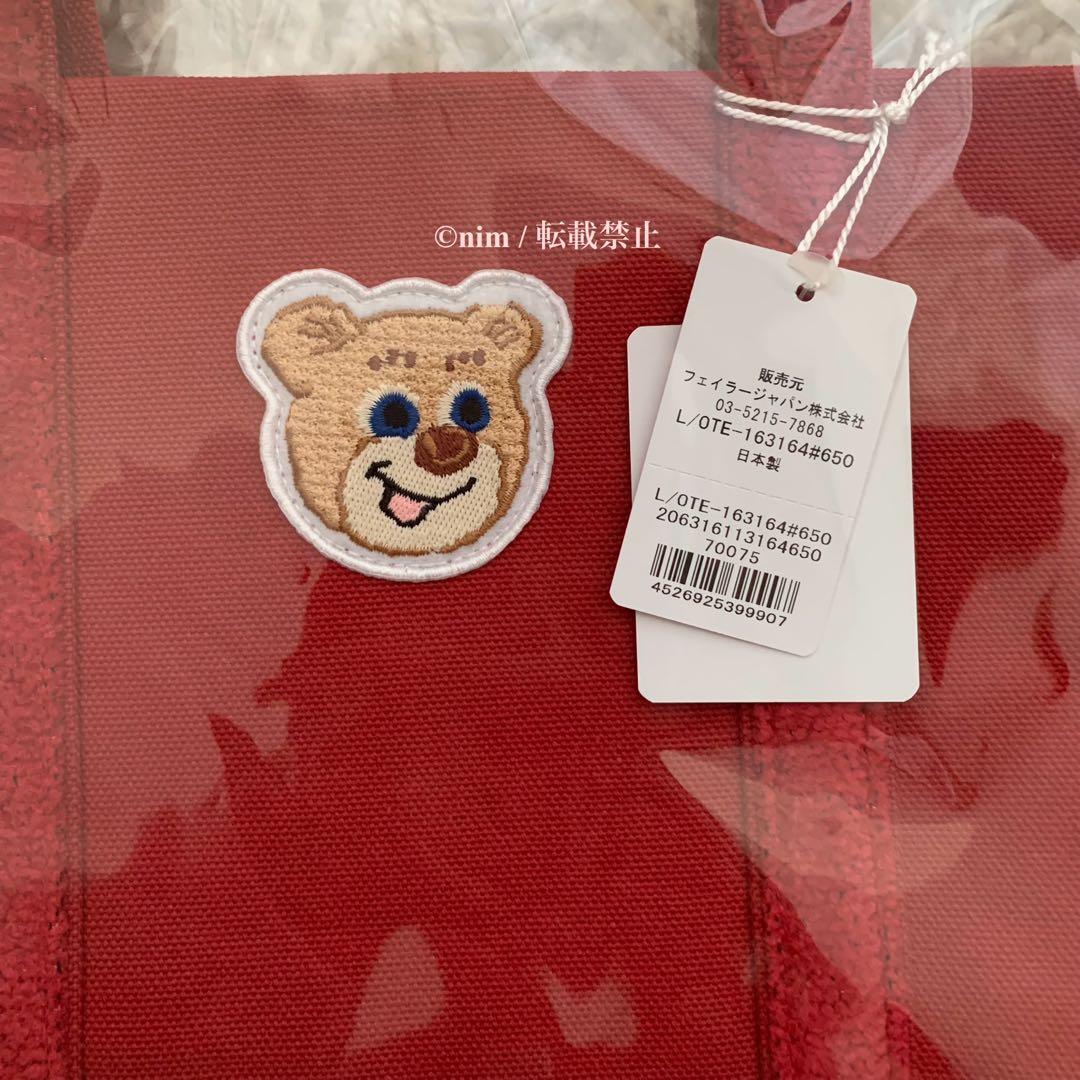 ©nim / 転載禁止
販売元
フェイラージャパン株式会社
03-5215-7868
L/OTE-163164#650
日本製
L/OTE-163164#650
206316113164650
70075
4526925399907